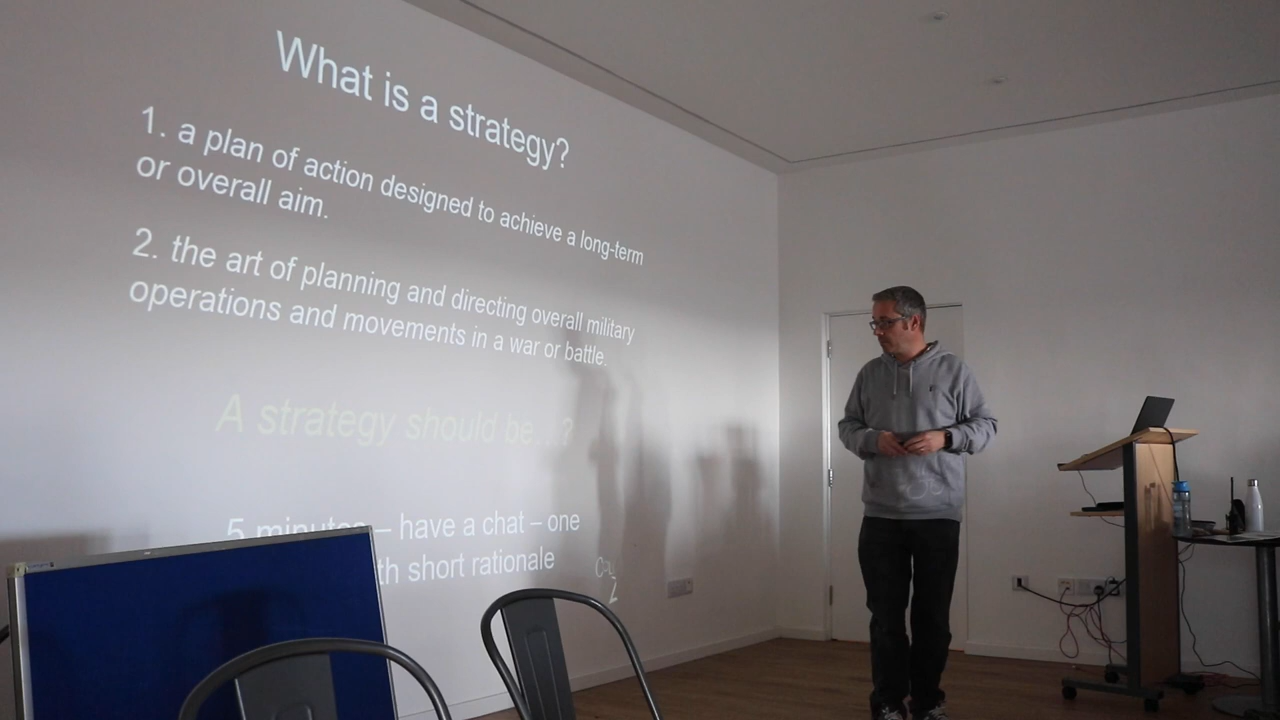 What is a strategy?
1. a plan of action designed to achieve a long-term
or overall aim.
2. the art of planning and directing overall military
operations and movements in a war or battle.
A strategy should be...?
5 minutes – have a chat – one
short rationale
2